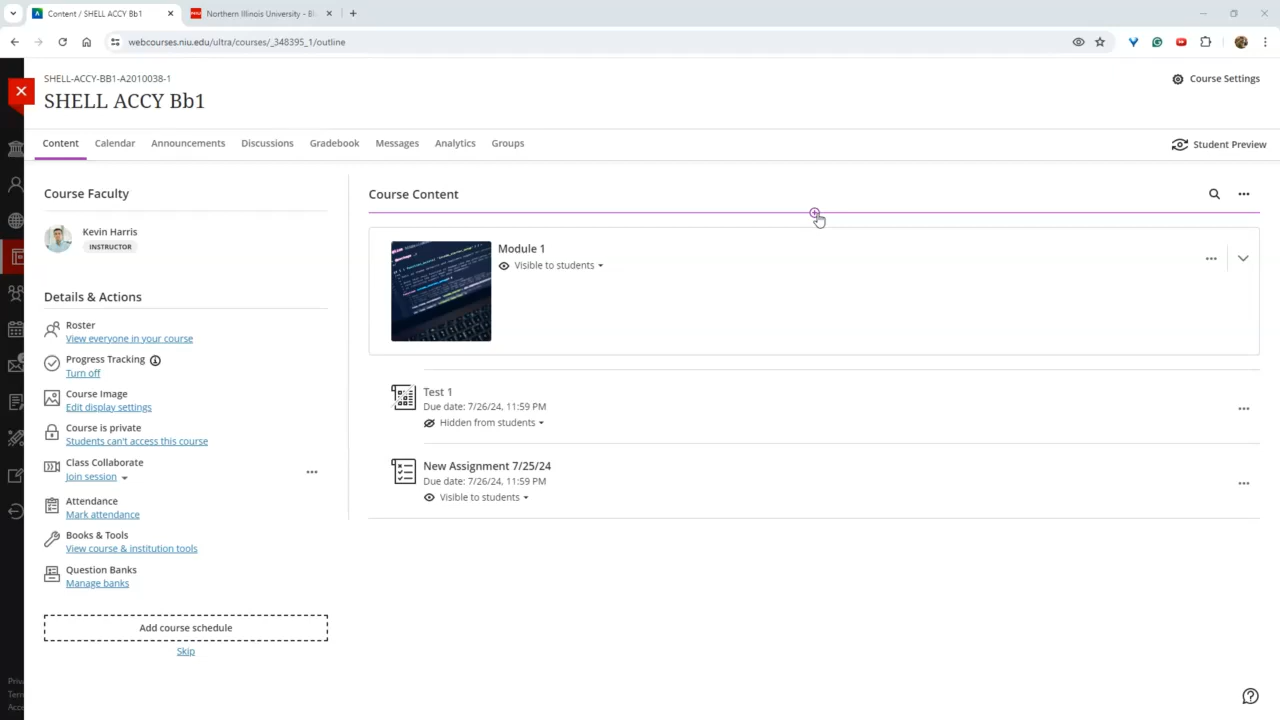 Content / SHELL ACCY Bb1
Northern Illinois University - Bl
webcourses.niu.edu/ultra/courses/_348395_1/outline
SHELL-ACCY-BB1-A2010038-1
SHELL ACCY Bb1
Course Settings
Content
Calendar
Announcements
Discussions
Gradebook
Messages
Analytics
Groups
Student Preview
Course Faculty
Kevin Harris
INSTRUCTOR
Details & Actions
Roster
View everyone in your course
Progress Tracking
Turn off
Course Image
Edit display settings
Course is private
Students can't access this course
Class Collaborate
Join session
Attendance
Mark attendance
Books & Tools
View course & institution tools
Question Banks
Manage banks
Add course schedule
Skip
Priv
Term
Acce
Course Content
Module 1
Visible to students
Test 1
Due date: 7/26/24, 11:59 PM
Hidden from students
New Assignment 7/25/24
Due date: 7/26/24, 11:59 PM
Visible to students